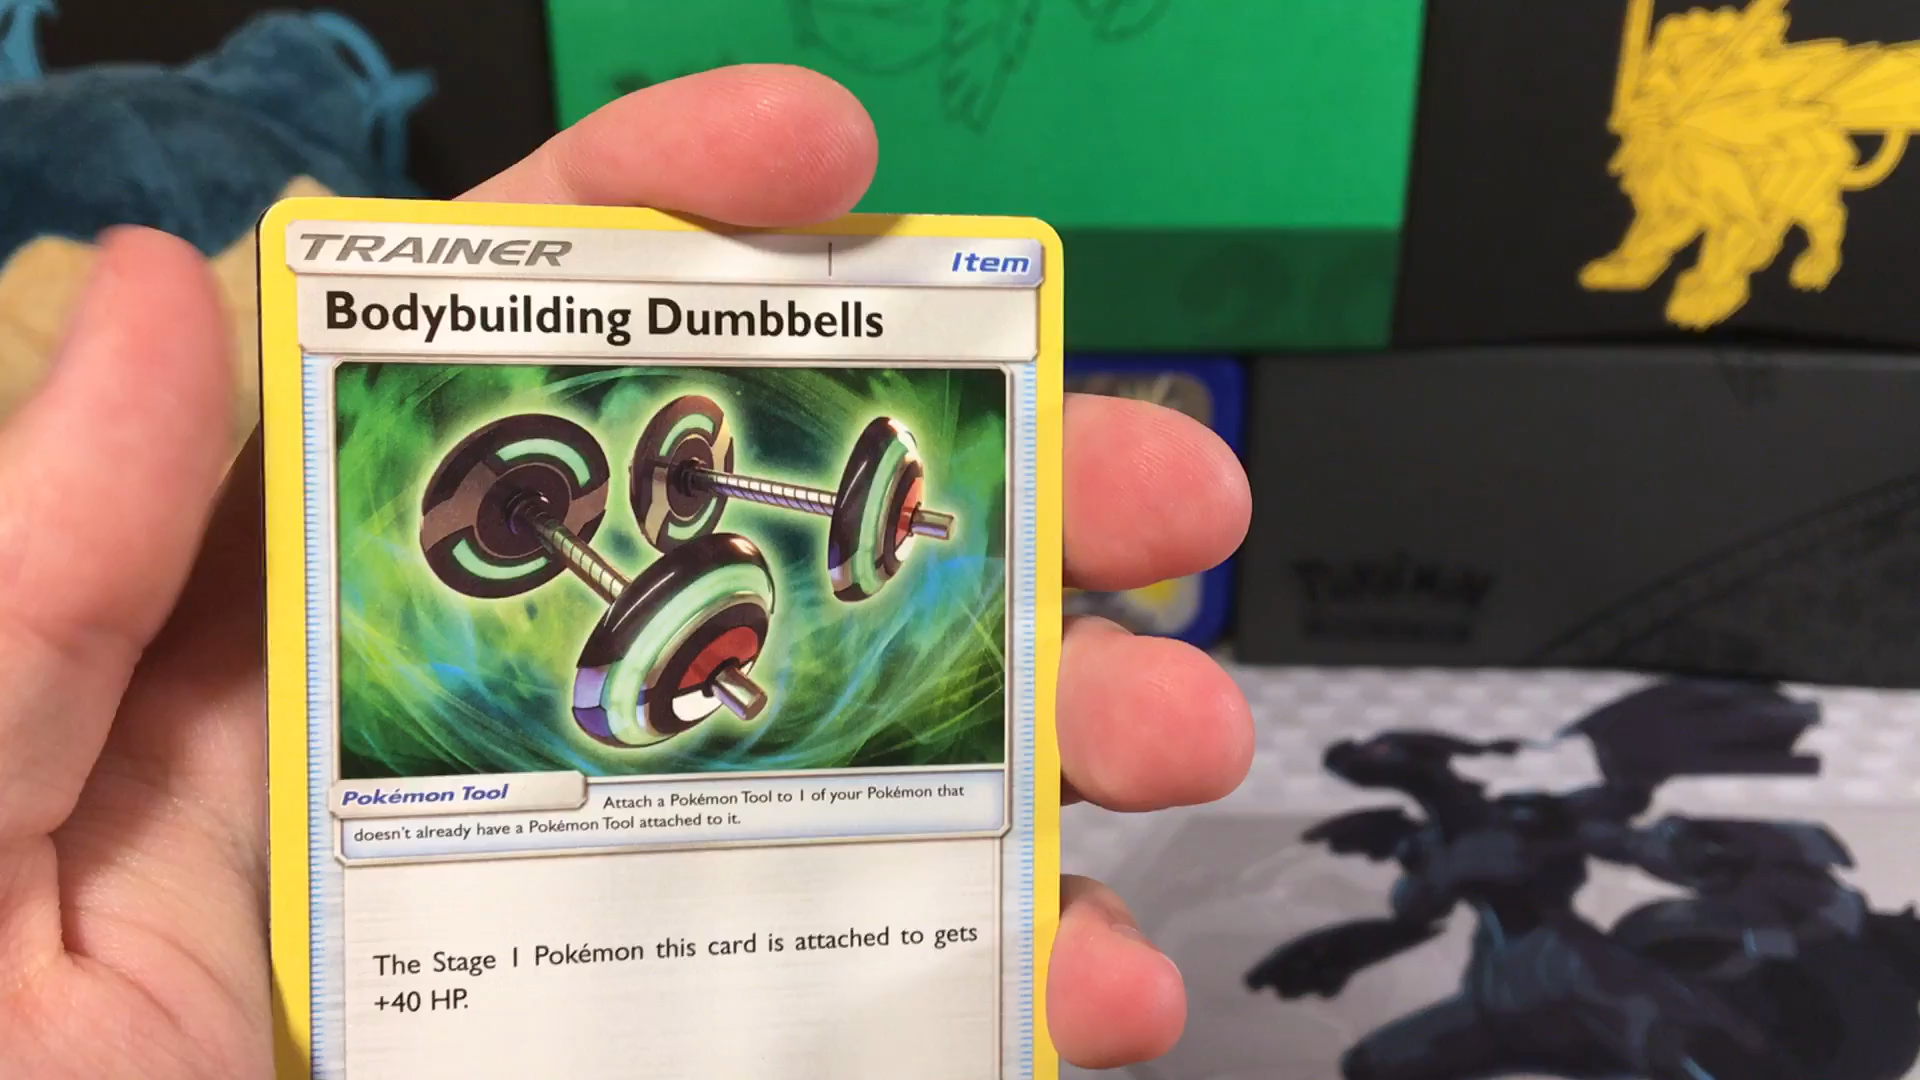 TRAINER
Item
Bodybuilding Dumbbells
Pokémon Tool
Attach a Pokémon Tool to 1 of your Pokémon that
doesn't already have a Pokémon Tool attached to it.
The Stage 1 Pokémon this card is attached to gets
+40 HP.
POKÉMON